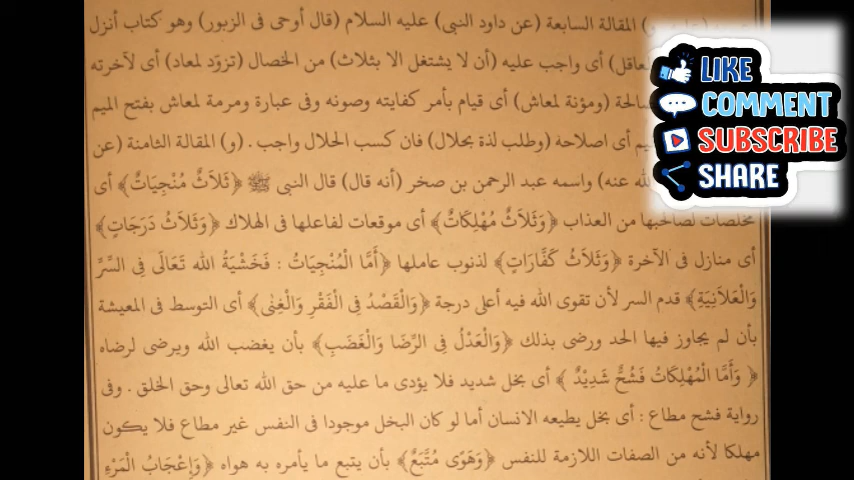 و) المقالة السابعة (عن داود النبى) عليه السلام (قال أوحى فى الزبور) وهو كتاب أنزل
أى واجب عليه (أن لا يشتغل الا بثلاث) من الخصال (تزوّد لمعاد) أى لآخرته
(ومؤنة لمعاش) أى قيام بأمر كفايته وصونه وفى عبارة ومرمة لمعاش بفتح الميم
أى اصلاحه (وطلب لذة بحلال) فان كسب الحلال واجب . (و) المقالة الثامنة (عن
الله عنه) واسمه عبد الرحمن بن صخر (أنه قال) قال النبى ﷺ ﴿ثَلَاثٌ مُنْجِيَاتٌ﴾ أى
مخلصات لصاحبها من العذاب ﴿وَثَلَاثٌ مُهْلِكَاتٌ﴾ أى موقعات لفاعلها فى الهلاك ﴿وَثَلَاثُ دَرَجَاتٍ﴾
أى منازل فى الآخرة ﴿وَثَلَاثُ كَفَّارَاتٍ﴾ لذنوب عاملها ﴿أَمَّا الْمُنْجِيَاتُ : فَخَشْيَةُ الله تَعَالَى فِى السِّرِّ
وَالْعَلَانِيَةِ﴾ قدم السر لأن تقوى الله فيه أعلى درجة ﴿وَالْقَصْدُ فِى الْفَقْرِ وَالْغِنٰى﴾ أى التوسط فى المعيشة
بأن لم يجاوز فيها الحد ورضى بذلك ﴿وَالْعَدْلُ فِى الرِّضَا وَالْغَضَبِ﴾ بأن يغضب الله ويرضى لرضاه
﴿ وَأَمَّا الْمُهْلِكَاتُ فَشُحٌّ شَدِيْدٌ ﴾ أى بخل شديد فلا يؤدى ما عليه من حق الله تعالى وحق الخلق . وفى
رواية فشح مطاع : أى بخل يطيعه الانسان أما لو كان البخل موجودا فى النفس غير مطاع فلا يكون
مهلكا لأنه من الصفات اللازمة للنفس ﴿وَهَوًى مُتَّبَعٌ﴾ بأن يتبع ما يأمره به هواه ﴿وَإِعْجَابُ الْمَرْءِ
LIKE
COMMENT
SUBSCRIBE
SHARE